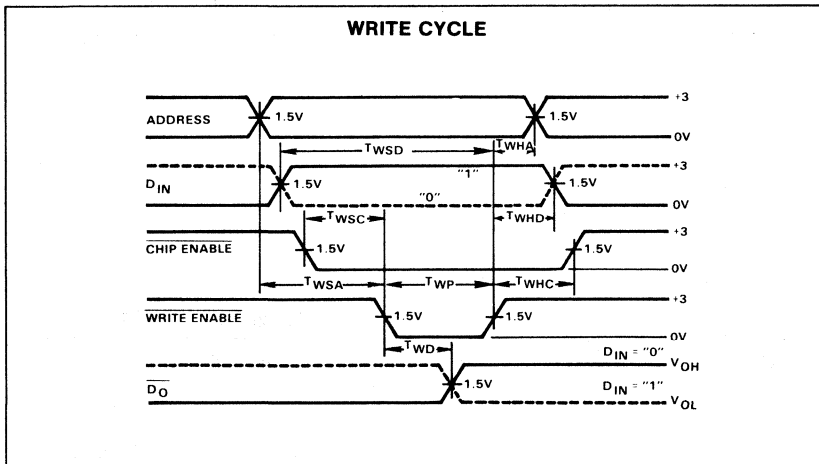 WRITE CYCLE
+3
ADDRESS
1.5V
1.5V
0V
TWSD
TWHA
+3
DIN
1.5V
"1"
"0"
1.5V
0V
TWSC
TWHD
+3
CHIP ENABLE
1.5V
1.5V
0V
TWSA
TWP
TWHC
+3
WRITE ENABLE
1.5V
1.5V
0V
TWD
DIN = "0"
VOH
DO
1.5V
DIN = "1"
VOL